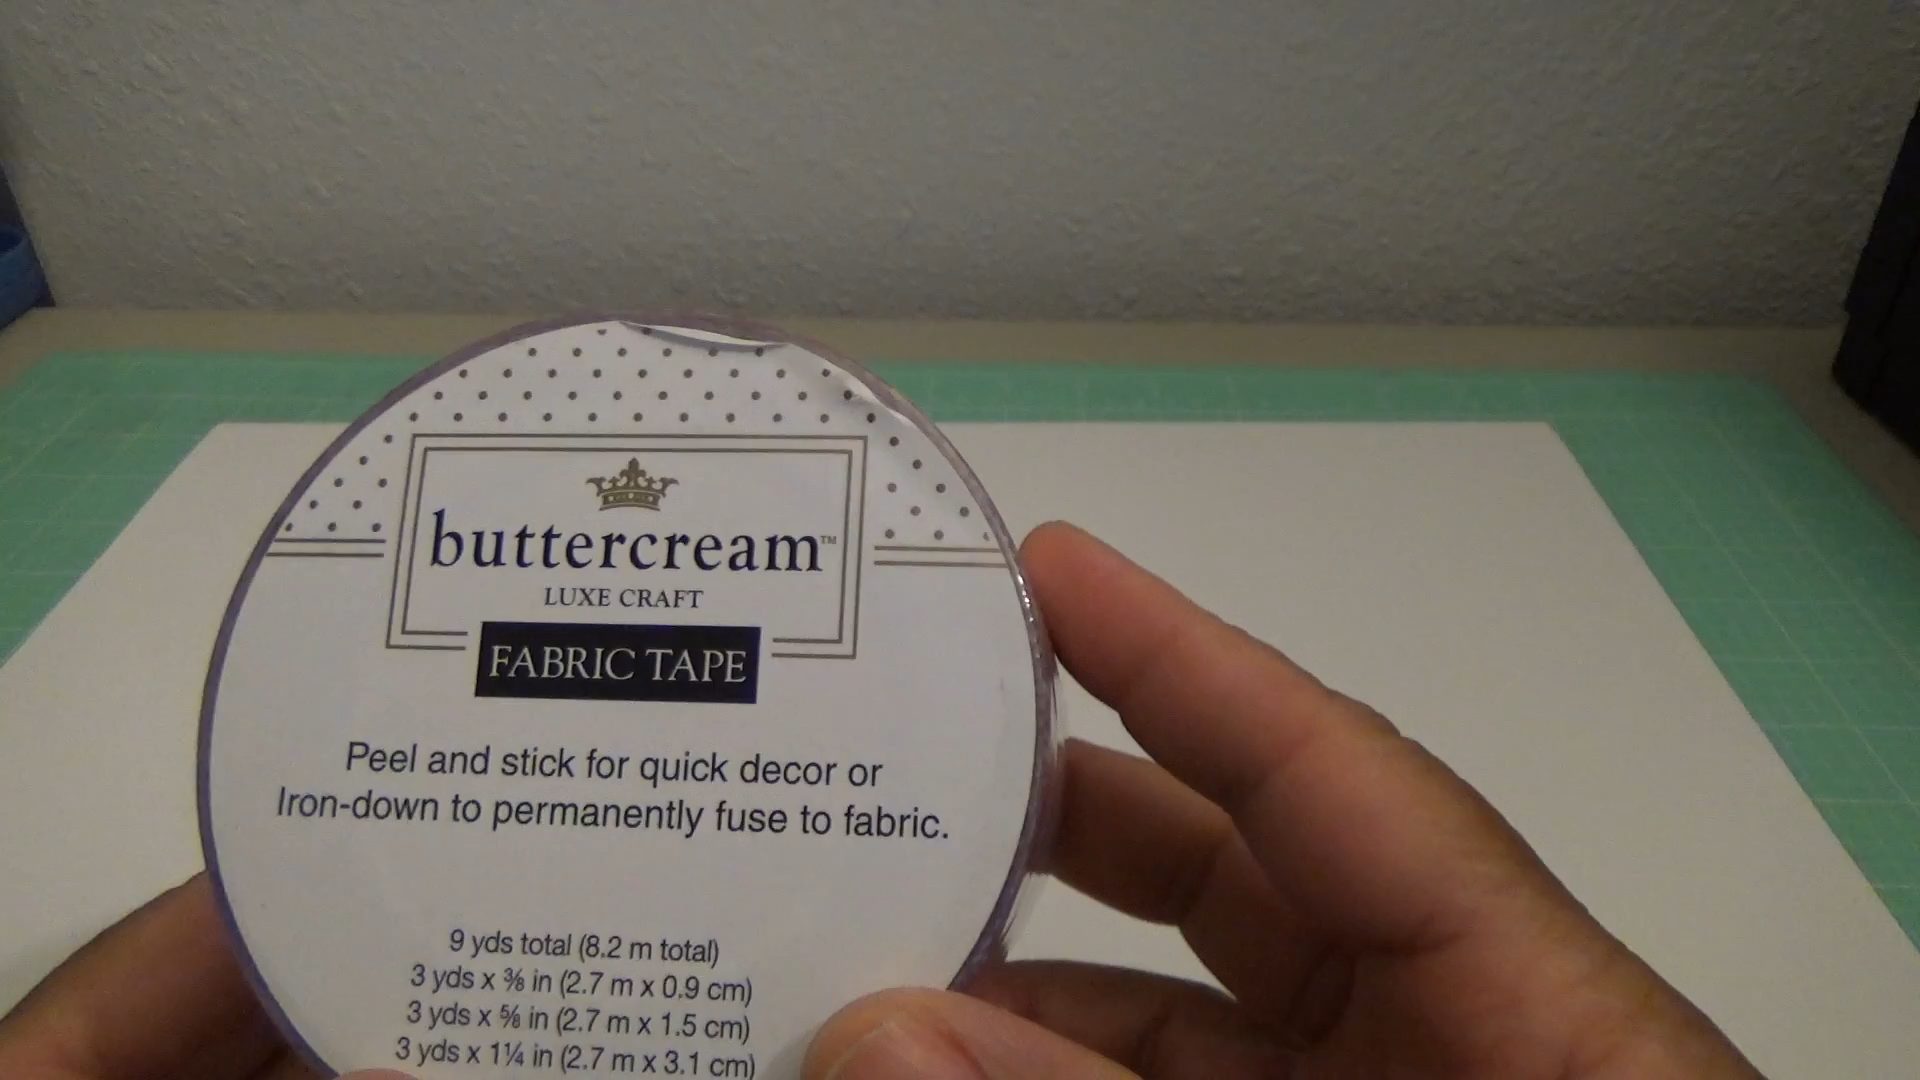 buttercream™
LUXE CRAFT
FABRIC TAPE
Peel and stick for quick decor or
Iron-down to permanently fuse to fabric.
9 yds total (8.2 m total)
3 yds x ⅜ in (2.7 m x 0.9 cm)
3 yds x ⅝ in (2.7 m x 1.5 cm)
3 yds x 1¼ in (2.7 m x 3.1 cm)